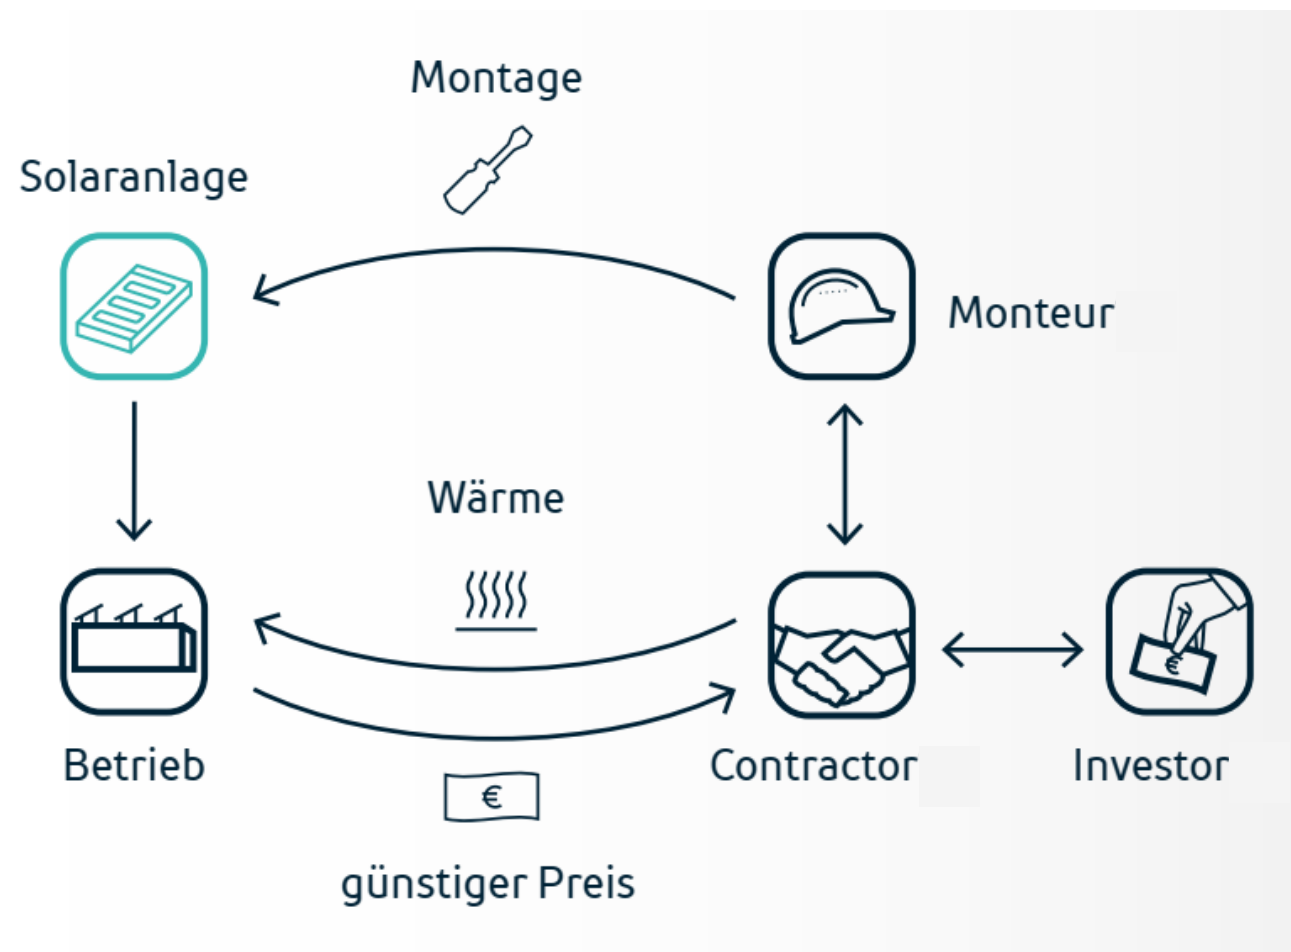 Montage
Solaranlage
Monteur
Wärme
Betrieb
Contractor
Investor
€
€
günstiger Preis